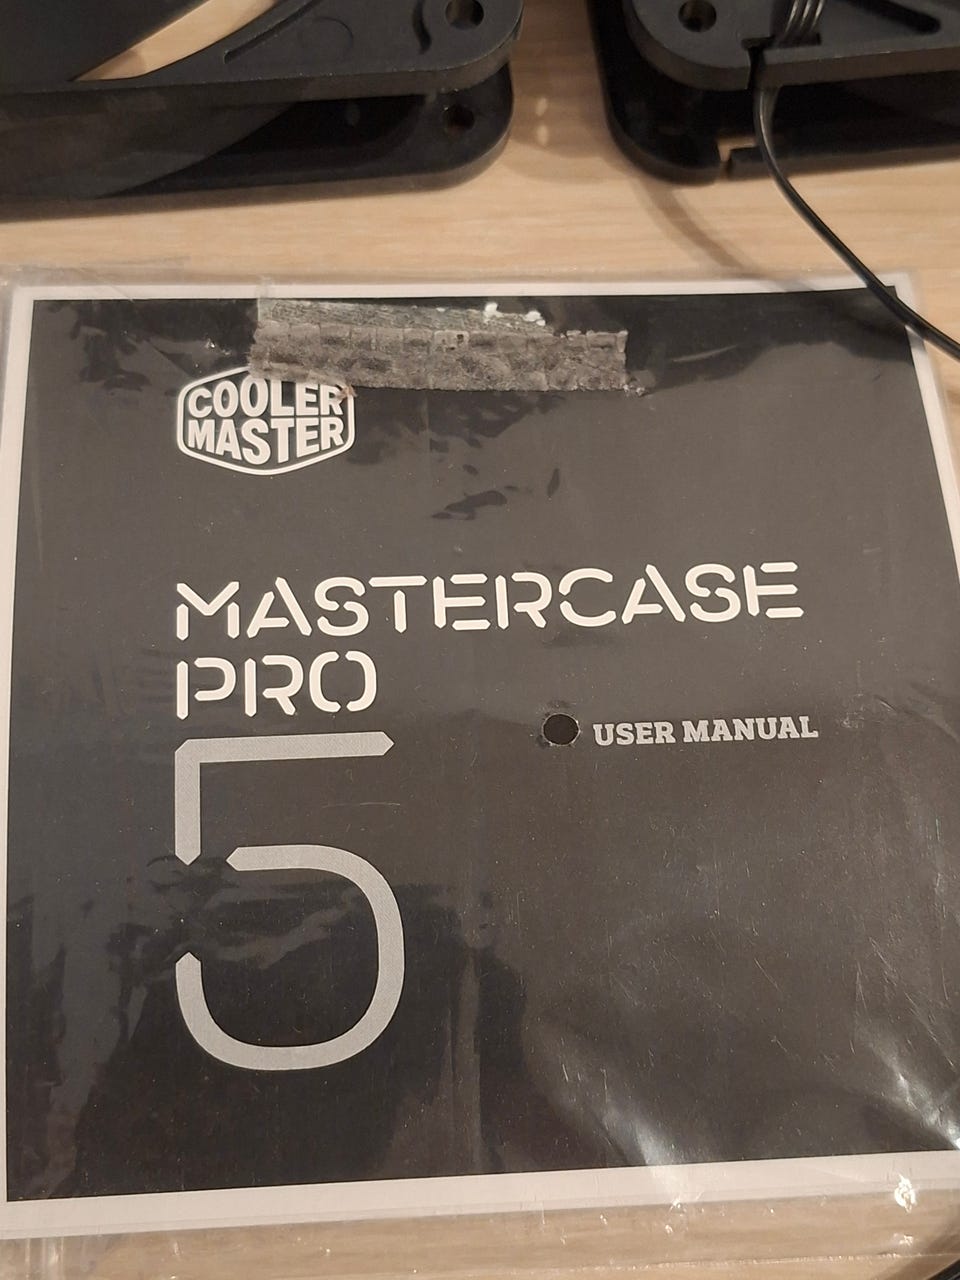 COOLER
MASTER
MASTERCASE
PRO
5
USER MANUAL